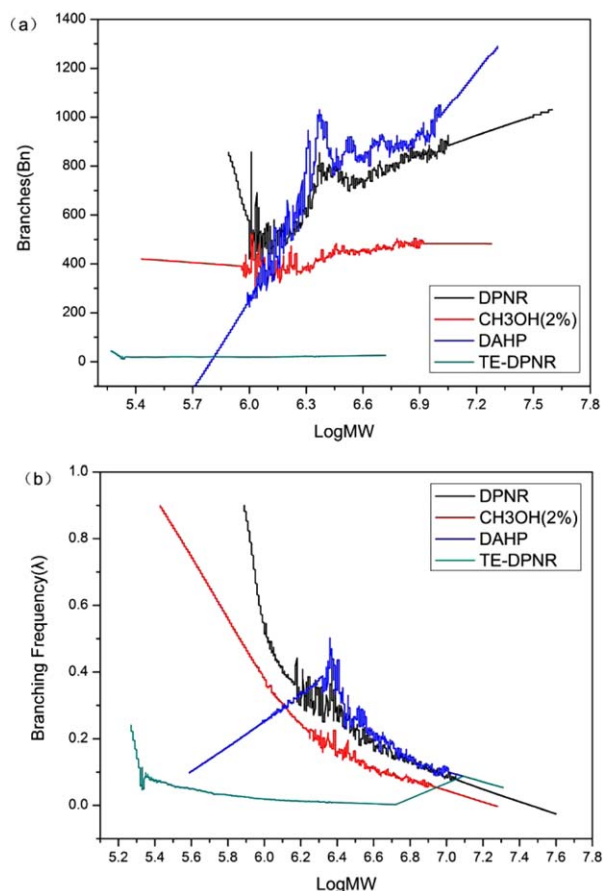 (a)
1400
1200
1000
800
600
400
200
0
Branches(Bn)
DPNR
CH3OH(2%)
DAHP
TE-DPNR
5.4 6.0 6.3 6.6 6.9 7.2 7.5 7.8
LogMW
(b)
1.0
0.8
0.6
0.4
0.2
0.0
Branching Frequency(λ)
DPNR
CH3OH(2%)
DAHP
TE-DPNR
5.2 5.4 5.6 5.8 6.0 6.2 6.4 6.6 6.8 7.0 7.2 7.4 7.6 7.8
LogMW